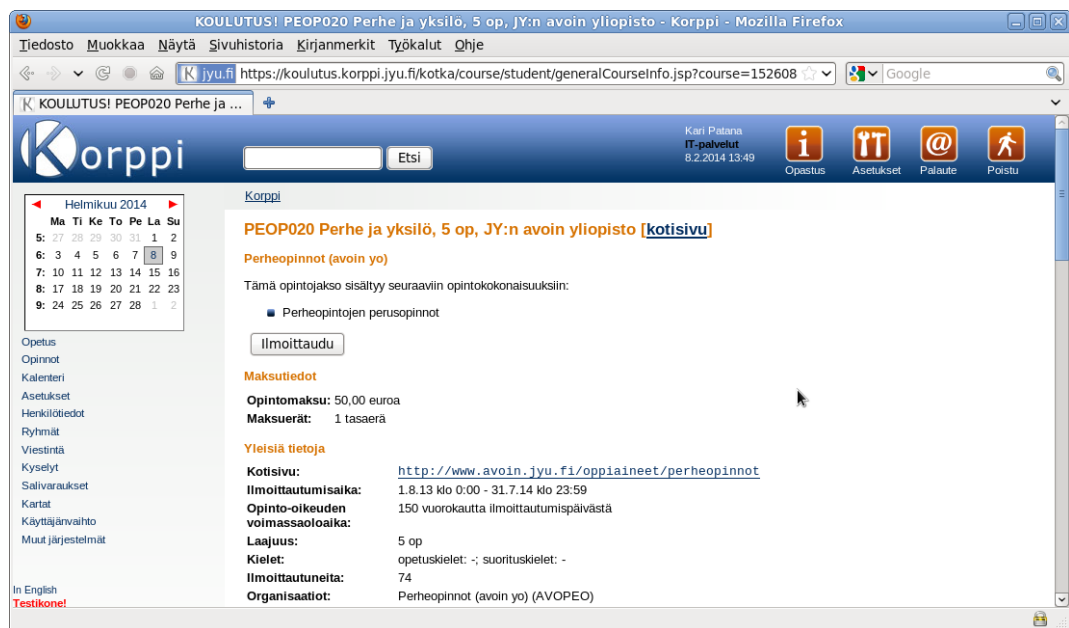 KOULUTUS! PEOP020 Perhe ja yksilö, 5 op, JY:n avoin yliopisto - Korppi - Mozilla Firefox
Tiedosto Muokkaa Näytä Sivuhistoria Kirjanmerkit Työkalut Ohje
K jyu.fi https://koulutus.korppi.jyu.fi/kotka/course/student/generalCourseInfo.jsp?course=152608 Google
K KOULUTUS! PEOP020 Perhe ja ...
Korppi
Etsi
Kari Patana
IT-palvelut
8.2.2014 13:49
Opastus Asetukset Palaute Poistu
Helmikuu 2014
Ma Ti Ke To Pe La Su
5: 27 28 29 30 31 1 2
6: 3 4 5 6 7 8 9
7: 10 11 12 13 14 15 16
8: 17 18 19 20 21 22 23
9: 24 25 26 27 28 1 2
Opetus
Opinnot
Kalenteri
Asetukset
Henkilötiedot
Ryhmät
Viestintä
Kyselyt
Salivaraukset
Kartat
Käyttäjänvaihto
Muut järjestelmät
In English
Testikone!
Korppi
PEOP020 Perhe ja yksilö, 5 op, JY:n avoin yliopisto [kotisivu]
Perheopinnot (avoin yo)
Tämä opintojakso sisältyy seuraaviin opintokokonaisuuksiin:
Perheopintojen perusopinnot
Ilmoittaudu
Maksutiedot
Opintomaksu: 50,00 euroa
Maksuerät: 1 tasaerä
Yleisiä tietoja
Kotisivu: http://www.avoin.jyu.fi/oppiaineet/perheopinnot
Ilmoittautumisaika: 1.8.13 klo 0:00 - 31.7.14 klo 23:59
Opinto-oikeuden voimassaoloaika: 150 vuorokautta ilmoittautumispäivästä
Laajuus: 5 op
Kielet: opetuskielet: -; suorituskielet: -
Ilmoittautuneita: 74
Organisaatiot: Perheopinnot (avoin yo) (AVOPEO)